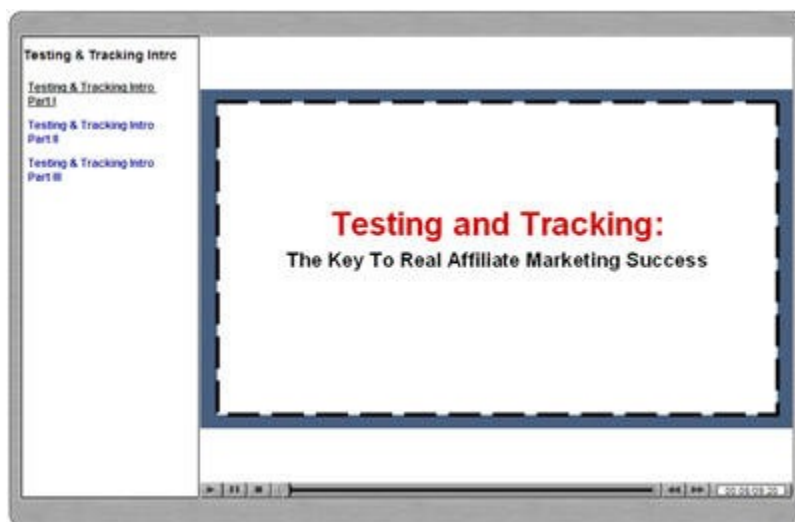 Testing & Tracking Intro
Testing & Tracking Intro
Part I
Testing & Tracking Intro
Part II
Testing & Tracking Intro
Part III
Testing and Tracking:
The Key To Real Affiliate Marketing Success